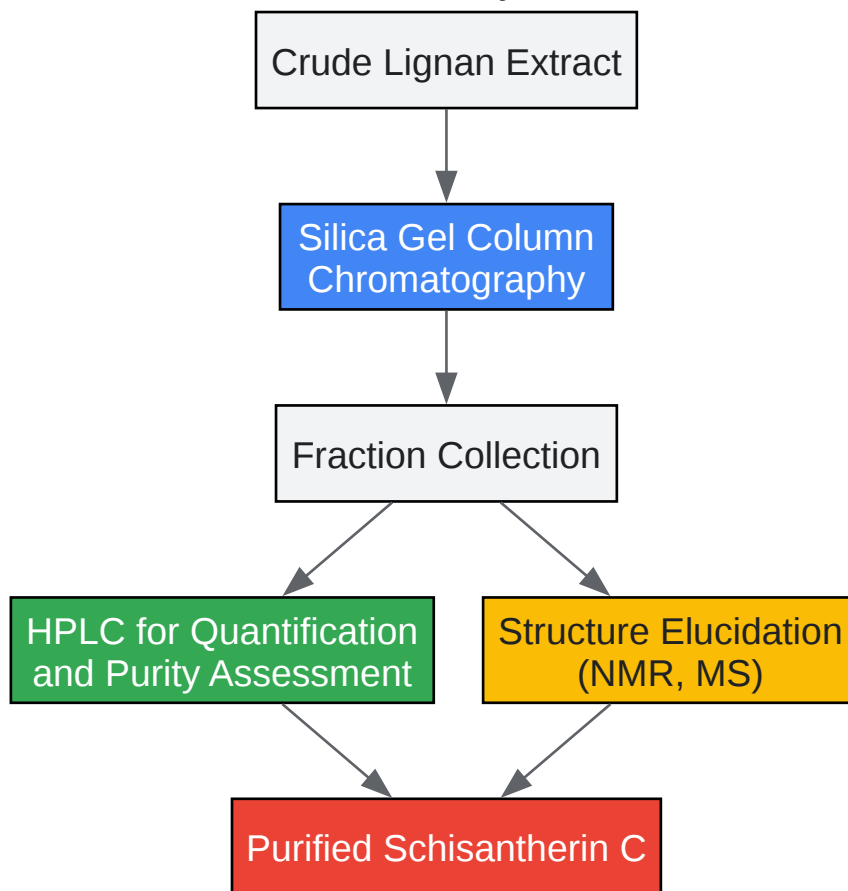 Crude Lignan Extract
Silica Gel Column
Chromatography
Fraction Collection
HPLC for Quantification
and Purity Assessment
Structure Elucidation
(NMR, MS)
Purified Schisantherin C